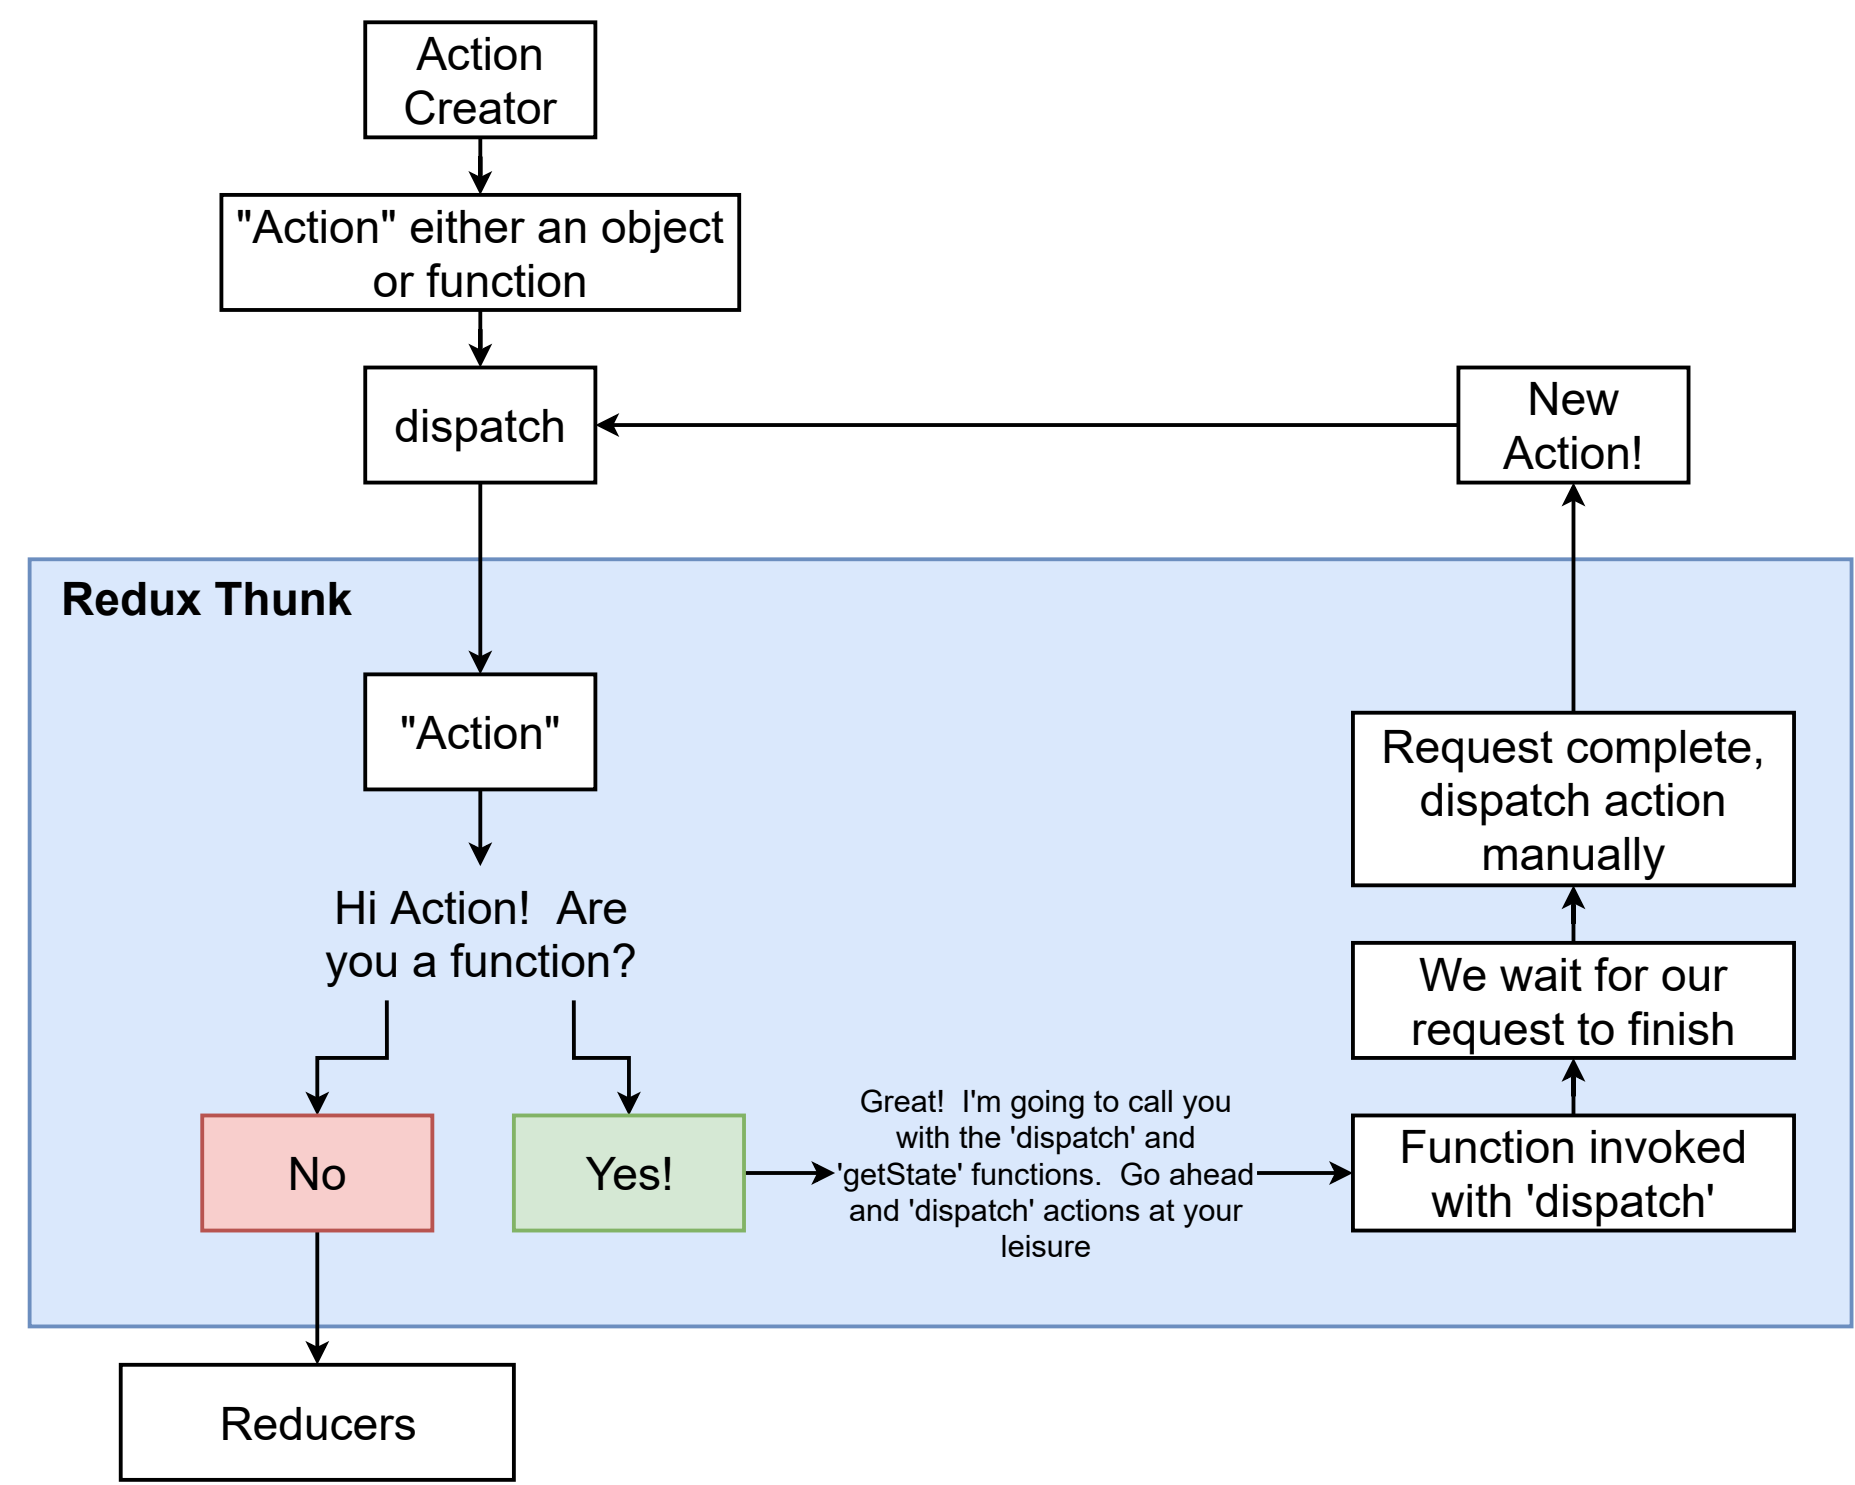 Action
Creator
"Action" either an object
or function
dispatch
New
Action!
Redux Thunk
"Action"
Hi Action!  Are
you a function?
No
Yes!
Great!  I'm going to call you
with the 'dispatch' and
'getState' functions.  Go ahead
and 'dispatch' actions at your
leisure
Function invoked
with 'dispatch'
We wait for our
request to finish
Request complete,
dispatch action
manually
Reducers